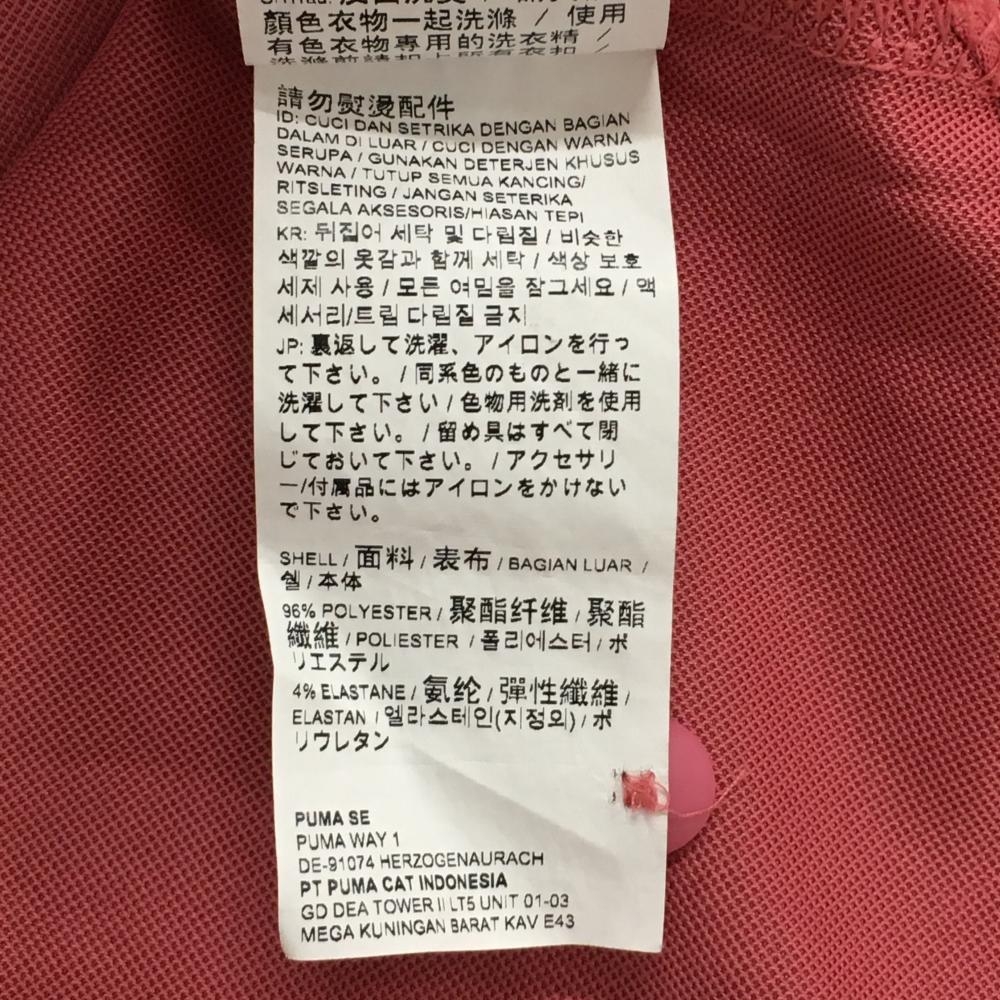 顏色衣物一起洗滌 / 使用
有色衣物專用的洗衣精 /
請勿熨燙配件
ID: CUCI DAN SETRIKA DENGAN BAGIAN
DALAM DI LUAR / CUCI DENGAN WARNA
SERUPA / GUNAKAN DETERJEN KHUSUS
WARNA / TUTUP SEMUA KANCING/
RITSLETING / JANGAN SETERIKA
SEGALA AKSESORIS/HIASAN TEPI
KR: 뒤집어 세탁 및 다림질 / 비슷한
색깔의 옷감과 함께 세탁 / 색상 보호
세제 사용 / 모든 여밈을 잠그세요 / 액
세서리/트림 다림질 금지
JP: 裏返して洗濯、アイロンを行っ
て下さい。 / 同系色のものと一緒に
洗濯して下さい / 色物用洗剤を使用
して下さい。 / 留め具はすべて閉
じておいて下さい。 / アクセサリ
ー/付属品にはアイロンをかけない
で下さい。
SHELL / 面料 / 表布 / BAGIAN LUAR /
쉘 / 本体
96% POLYESTER / 聚酯纤维 / 聚酯
纖維 / POLIESTER / 폴리에스터 / ポ
リエステル
4% ELASTANE / 氨纶 / 彈性纖維 /
ELASTAN / 엘라스테인(지정외) / ポ
リウレタン
PUMA SE
PUMA WAY 1
DE-91074 HERZOGENAURACH
PT PUMA CAT INDONESIA
GD DEA TOWER II LT5 UNIT 01-03
MEGA KUNINGAN BARAT KAV E43